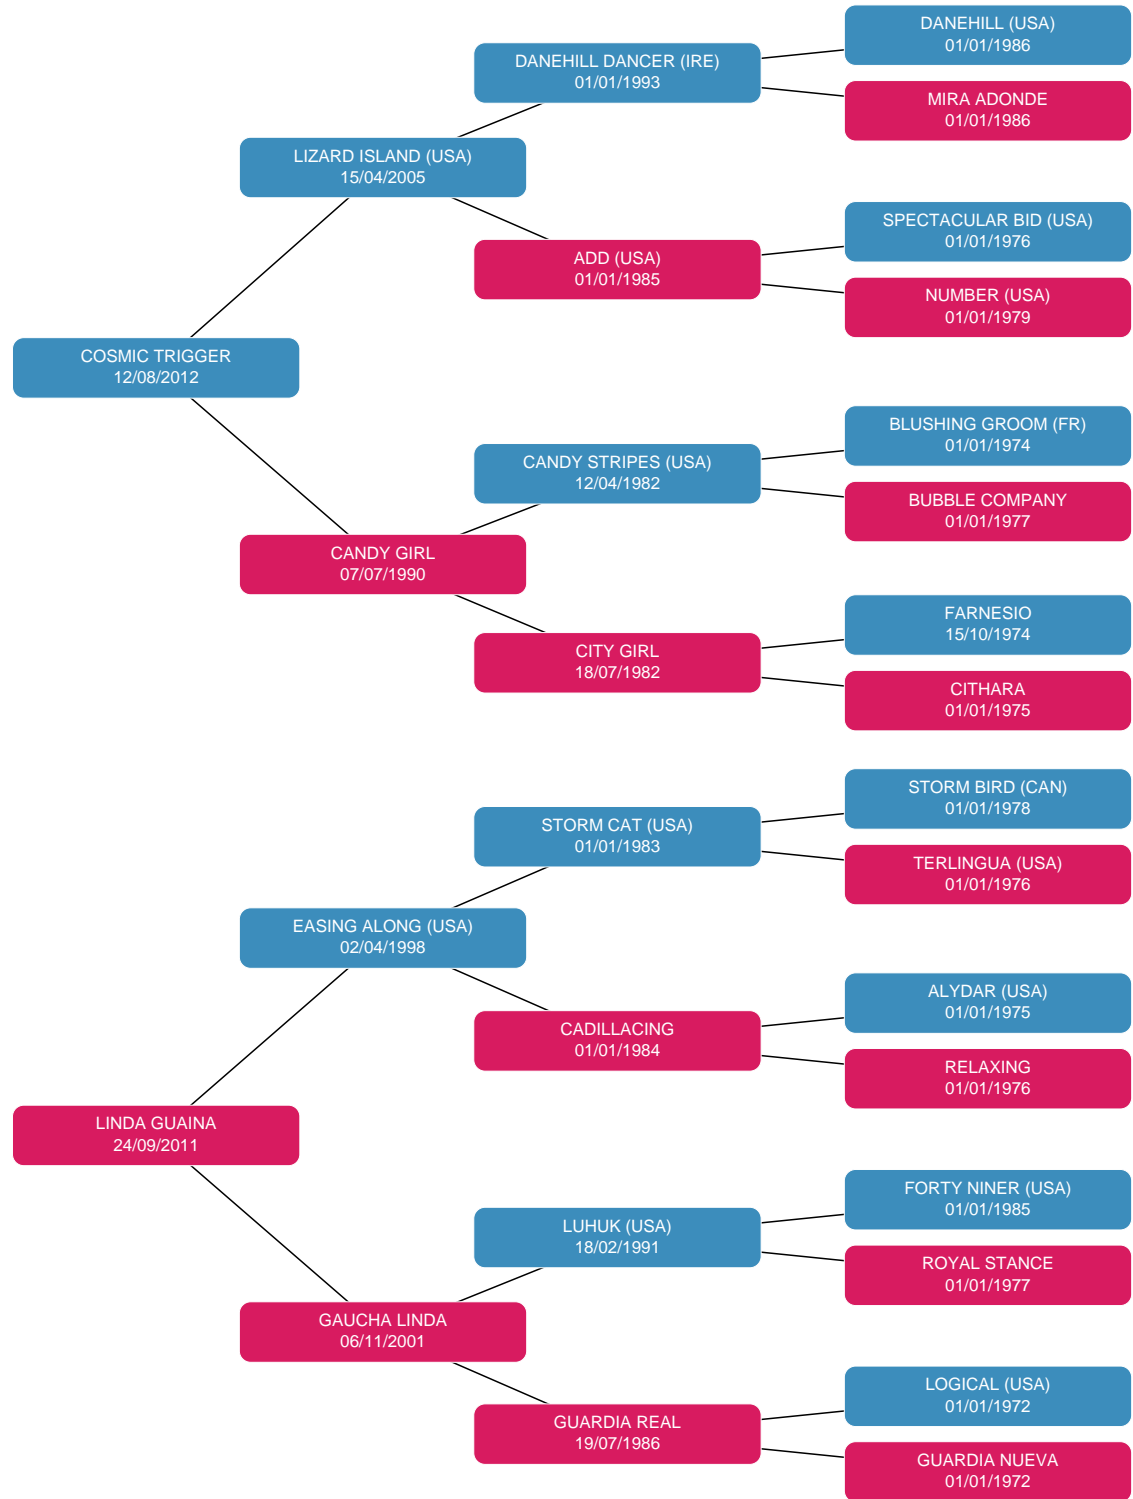 DANEHILL (USA)
01/01/1986
DANEHILL DANCER (IRE)
01/01/1993
MIRA ADONDE
01/01/1986
LIZARD ISLAND (USA)
15/04/2005
SPECTACULAR BID (USA)
01/01/1976
ADD (USA)
01/01/1985
NUMBER (USA)
01/01/1979
COSMIC TRIGGER
12/08/2012
BLUSHING GROOM (FR)
01/01/1974
CANDY STRIPES (USA)
12/04/1982
BUBBLE COMPANY
01/01/1977
CANDY GIRL
07/07/1990
FARNESIO
15/10/1974
CITY GIRL
18/07/1982
CITHARA
01/01/1975
STORM BIRD (CAN)
01/01/1978
STORM CAT (USA)
01/01/1983
TERLINGUA (USA)
01/01/1976
EASING ALONG (USA)
02/04/1998
ALYDAR (USA)
01/01/1975
CADILLACING
01/01/1984
RELAXING
01/01/1976
LINDA GUAINA
24/09/2011
FORTY NINER (USA)
01/01/1985
LUHUK (USA)
18/02/1991
ROYAL STANCE
01/01/1977
GAUCHA LINDA
06/11/2001
LOGICAL (USA)
01/01/1972
GUARDIA REAL
19/07/1986
GUARDIA NUEVA
01/01/1972